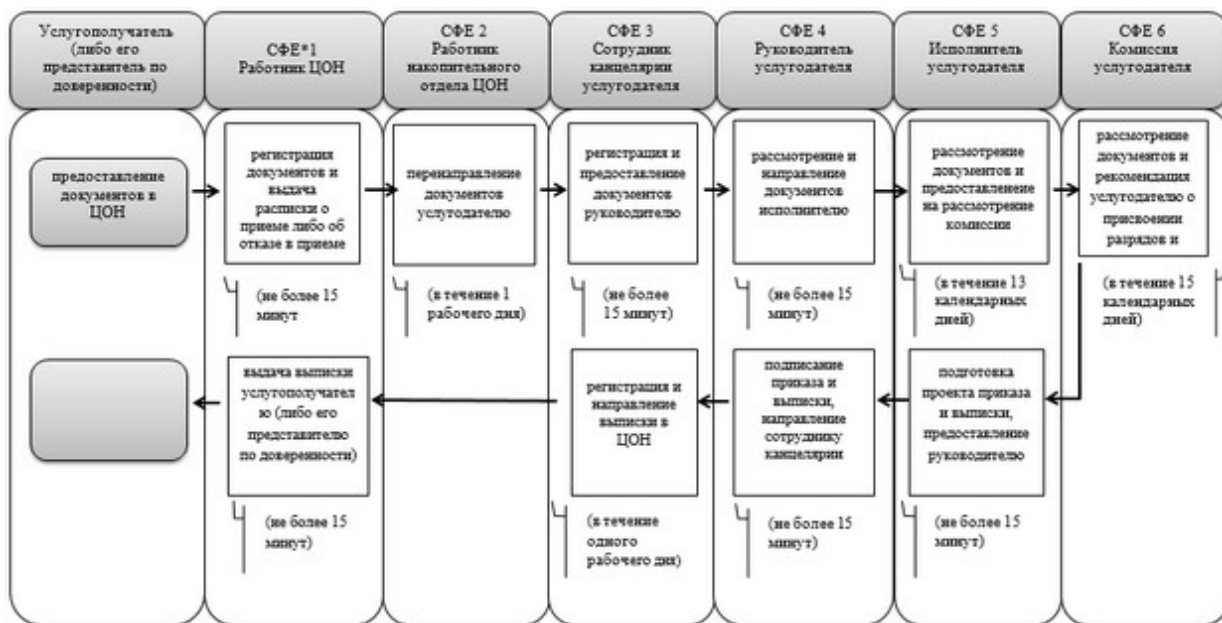 Услугополучатель
(либо его
представитель по
доверенности)
СФЕ*1
Работник ЦОН
СФЕ 2
Работник
накопительного
отдела ЦОН
СФЕ 3
Сотрудник
канцелярии
услугодателя
СФЕ 4
Руководитель
услугодателя
СФЕ 5
Исполнитель
услугодателя
СФЕ 6
Комиссия
услугодателя
предоставление
документов в
ЦОН
регистрация
документов и
выдача
расписки о
приеме либо об
отказе в приеме
перенаправление
документов
услугодателю
регистрация и
предоставление
документов
руководителю
рассмотрение и
направление
документов
исполнителю
рассмотрение
документов и
предоставленеие
на рассмотрение
комиссии
рассмотрение
документов и
рекомендация
услугодателю о
присвоении
разрядов и
(не более 15
минут
(в течение 1
рабочего дня)
(не более
15 минут)
(не более 15
минут)
(в течение 13
календарных
дней)
(в течение 15
календарных
дней)
выдача выписки
услугополучател
ю (либо его
представителю
по доверенности)
регистрация и
направление
выписки в
ЦОН
подписание
приказа и
выписки,
направление
сотруднику
канцелярии
подготовка
проекта приказа
и выписки,
предоставление
руководителю
(не более 15
минут)
(в течение
одного
рабочего дня)
(не более 15
минут)
(не более 15
минут)